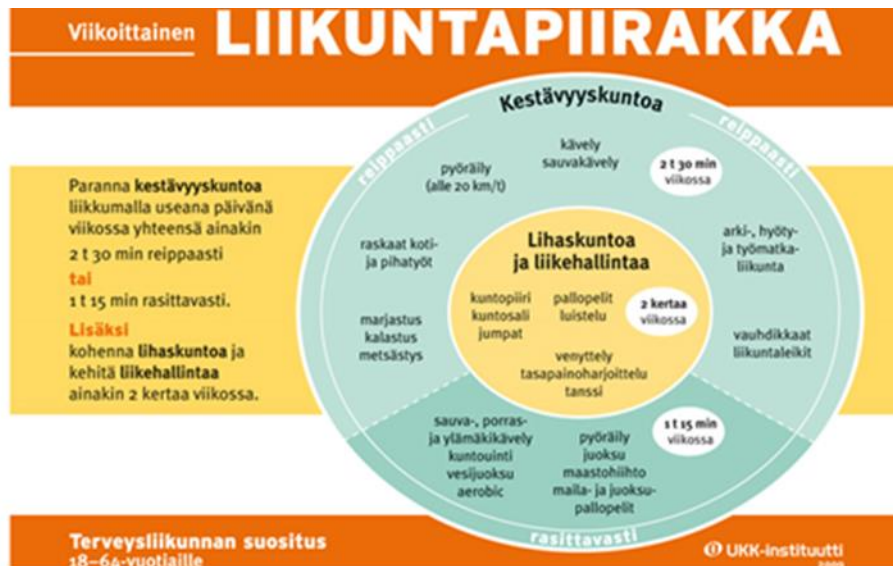 Viikoittainen LIIKUNTAPIIRAKKA
Paranna kestävyyskuntoa
liikkumalla useana päivänä
viikossa yhteensä ainakin
2 t 30 min reippaasti
tai
1 t 15 min rasittavasti.
Lisäksi
kohenna lihaskuntoa ja
kehitä liikehallintaa
ainakin 2 kertaa viikossa.
Kestävyyskuntoa
reippaasti
reippaasti
kävely
sauvakävely
2 t 30 min
viikossa
pyöräily
(alle 20 km/t)
arki-, hyöty-
ja työmatka-
liikunta
raskaat koti-
ja pihatyöt
marjastus
kalastus
metsästys
vauhdikkaat
liikuntaleikit
Lihaskuntoa
ja liikehallintaa
kuntopiiri
kuntosali
jumpat
pallopelit
luistelu
2 kertaa
viikossa
venyttely
tasapainoharjoittelu
tanssi
sauva-, porras-
ja ylämäkikävely
kuntouinti
vesijuoksu
aerobic
pyöräily
juoksu
maastohiihto
maila- ja juoksu-
pallopelit
1 t 15 min
viikossa
rasittavasti
Terveysliikunnan suositus
18–64-vuotiaille
UKK-instituutti
2009